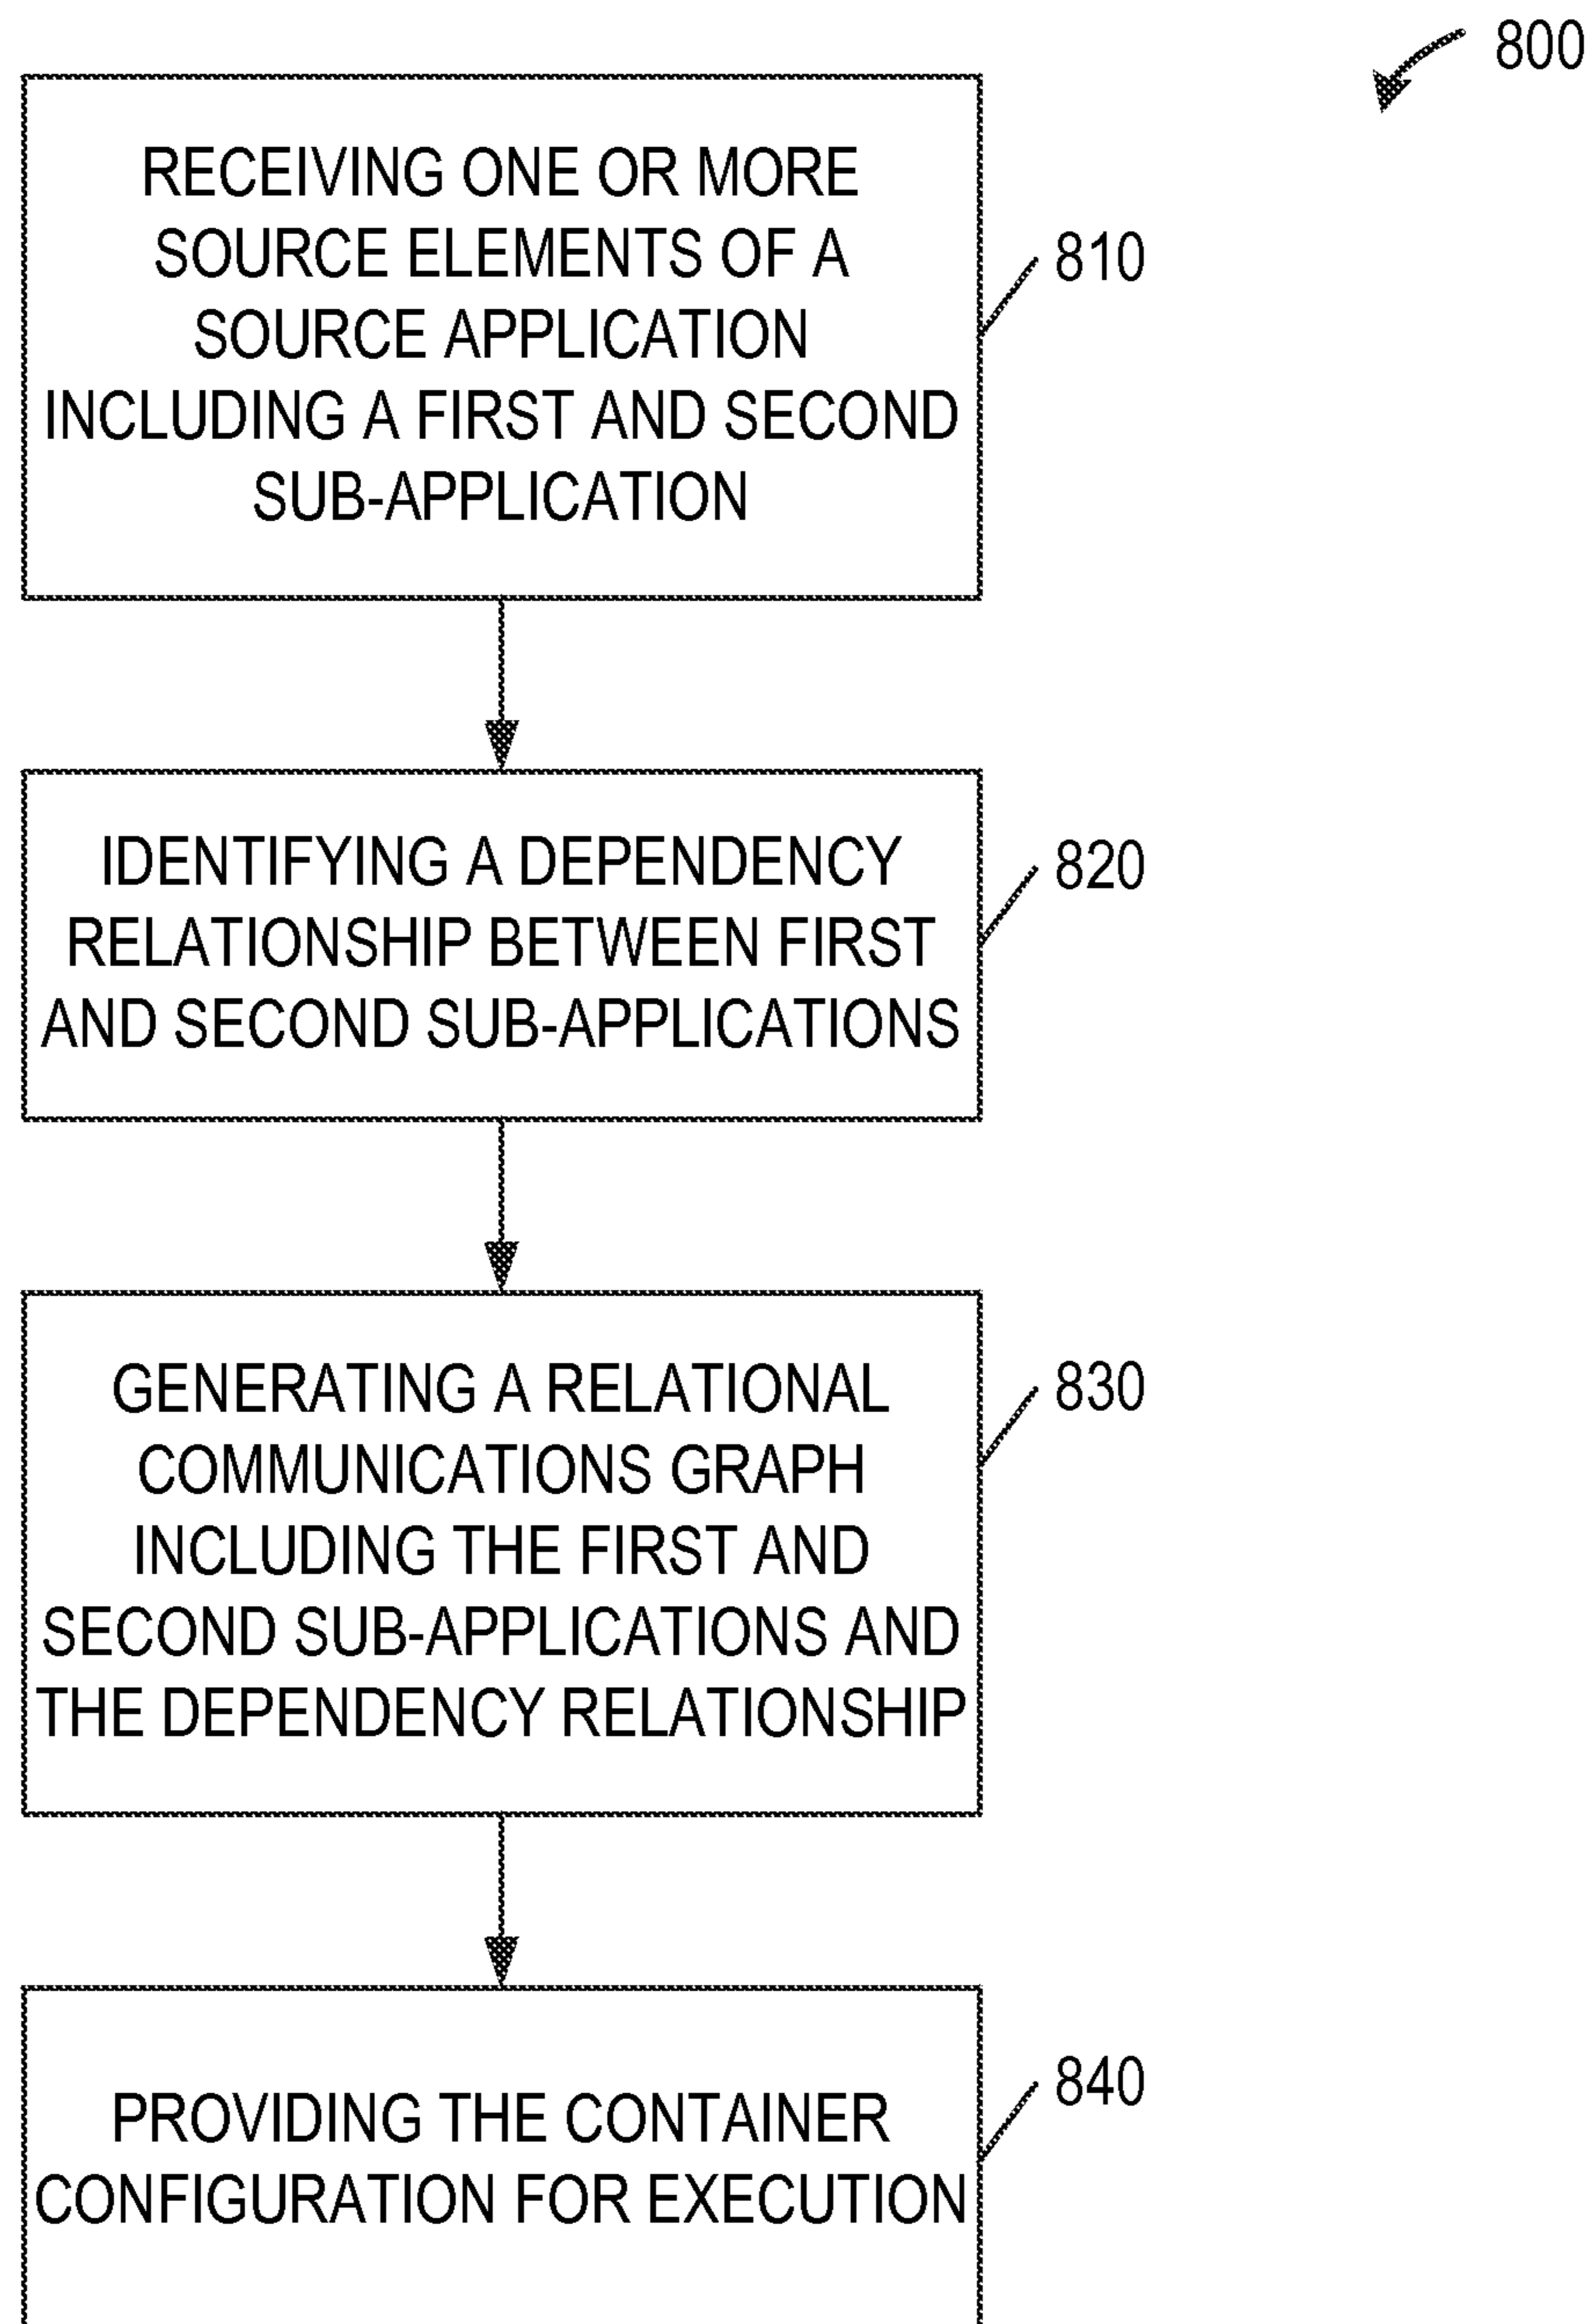 800
RECEIVING ONE OR MORE
SOURCE ELEMENTS OF A
SOURCE APPLICATION
INCLUDING A FIRST AND SECOND
SUB-APPLICATION
810
IDENTIFYING A DEPENDENCY
RELATIONSHIP BETWEEN FIRST
AND SECOND SUB-APPLICATIONS
820
GENERATING A RELATIONAL
COMMUNICATIONS GRAPH
INCLUDING THE FIRST AND
SECOND SUB-APPLICATIONS AND
THE DEPENDENCY RELATIONSHIP
830
PROVIDING THE CONTAINER
CONFIGURATION FOR EXECUTION
840